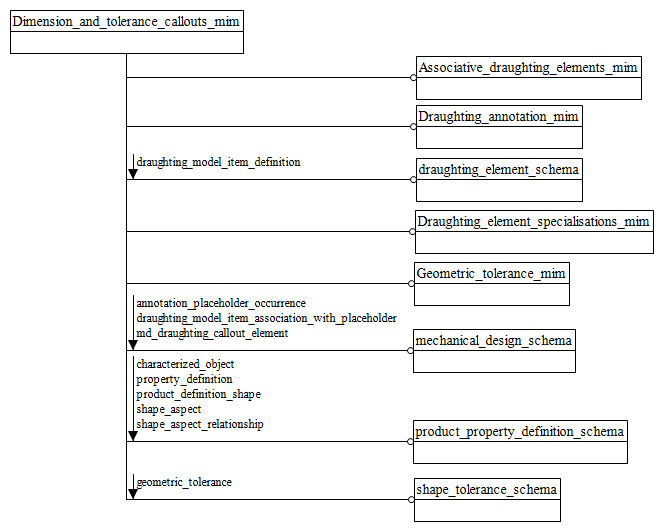 Dimension_and_tolerance_callouts_mim
Associative_draughting_elements_mim
Draughting_annotation_mim
draughting_model_item_definition
draughting_element_schema
Draughting_element_specialisations_mim
Geometric_tolerance_mim
annotation_placeholder_occurrence
draughting_model_item_association_with_placeholder
md_draughting_callout_element
mechanical_design_schema
characterized_object
property_definition
product_definition_shape
shape_aspect
shape_aspect_relationship
product_property_definition_schema
geometric_tolerance
shape_tolerance_schema